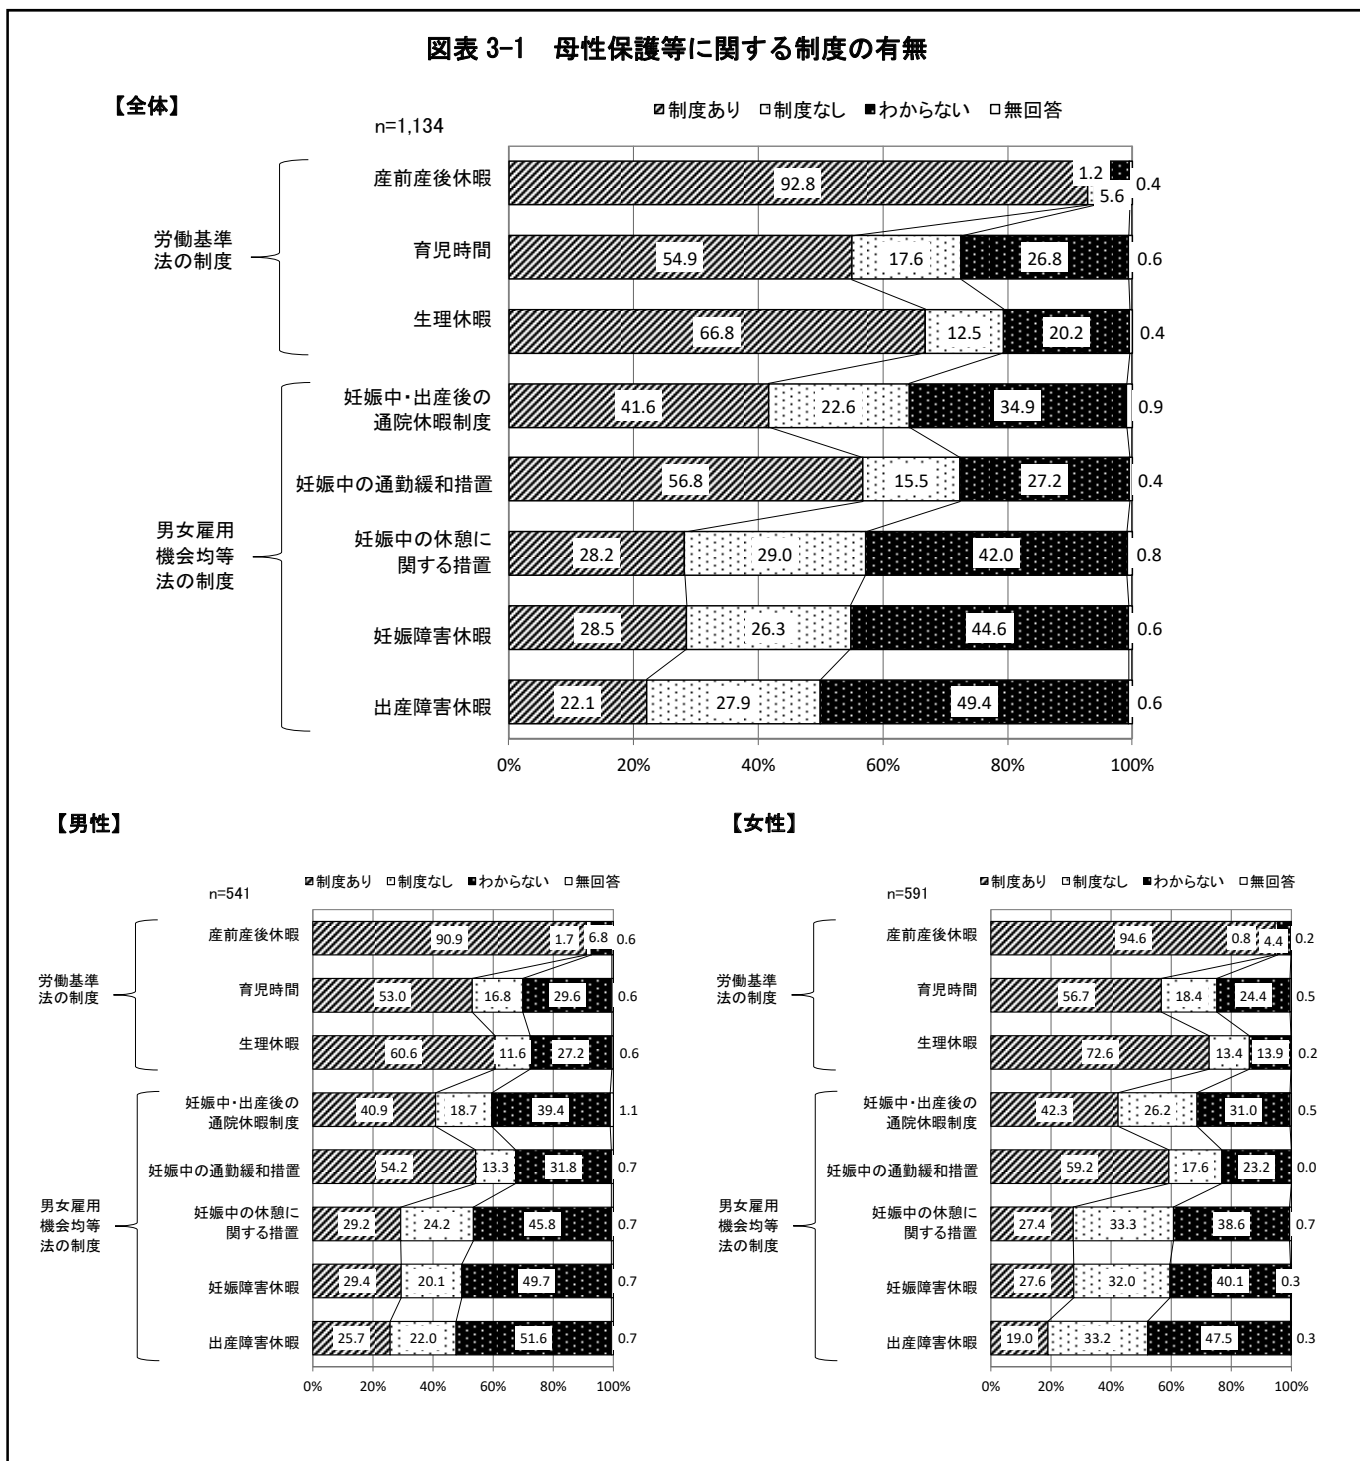 図表 3-1　母性保護等に関する制度の有無
【全体】
n=1,134
制度あり 制度なし わからない 無回答
労働基準
法の制度
産前産後休暇
92.8 1.2 5.6 0.4
育児時間
54.9 17.6 26.8 0.6
生理休暇
66.8 12.5 20.2 0.4
男女雇用
機会均等
法の制度
妊娠中・出産後の
通院休暇制度
41.6 22.6 34.9 0.9
妊娠中の通勤緩和措置
56.8 15.5 27.2 0.4
妊娠中の休憩に
関する措置
28.2 29.0 42.0 0.8
妊娠障害休暇
28.5 26.3 44.6 0.6
出産障害休暇
22.1 27.9 49.4 0.6
0% 20% 40% 60% 80% 100%
【男性】
n=541
制度あり 制度なし わからない 無回答
労働基準
法の制度
産前産後休暇
90.9 1.7 6.8 0.6
育児時間
53.0 16.8 29.6 0.6
生理休暇
60.6 11.6 27.2 0.6
男女雇用
機会均等
法の制度
妊娠中・出産後の
通院休暇制度
40.9 18.7 39.4 1.1
妊娠中の通勤緩和措置
54.2 13.3 31.8 0.7
妊娠中の休憩に
関する措置
29.2 24.2 45.8 0.7
妊娠障害休暇
29.4 20.1 49.7 0.7
出産障害休暇
25.7 22.0 51.6 0.7
0% 20% 40% 60% 80% 100%
【女性】
n=591
制度あり 制度なし わからない 無回答
労働基準
法の制度
産前産後休暇
94.6 0.8 4.4 0.2
育児時間
56.7 18.4 24.4 0.5
生理休暇
72.6 13.4 13.9 0.2
男女雇用
機会均等
法の制度
妊娠中・出産後の
通院休暇制度
42.3 26.2 31.0 0.5
妊娠中の通勤緩和措置
59.2 17.6 23.2 0.0
妊娠中の休憩に
関する措置
27.4 33.3 38.6 0.7
妊娠障害休暇
27.6 32.0 40.1 0.3
出産障害休暇
19.0 33.2 47.5 0.3
0% 20% 40% 60% 80% 100%